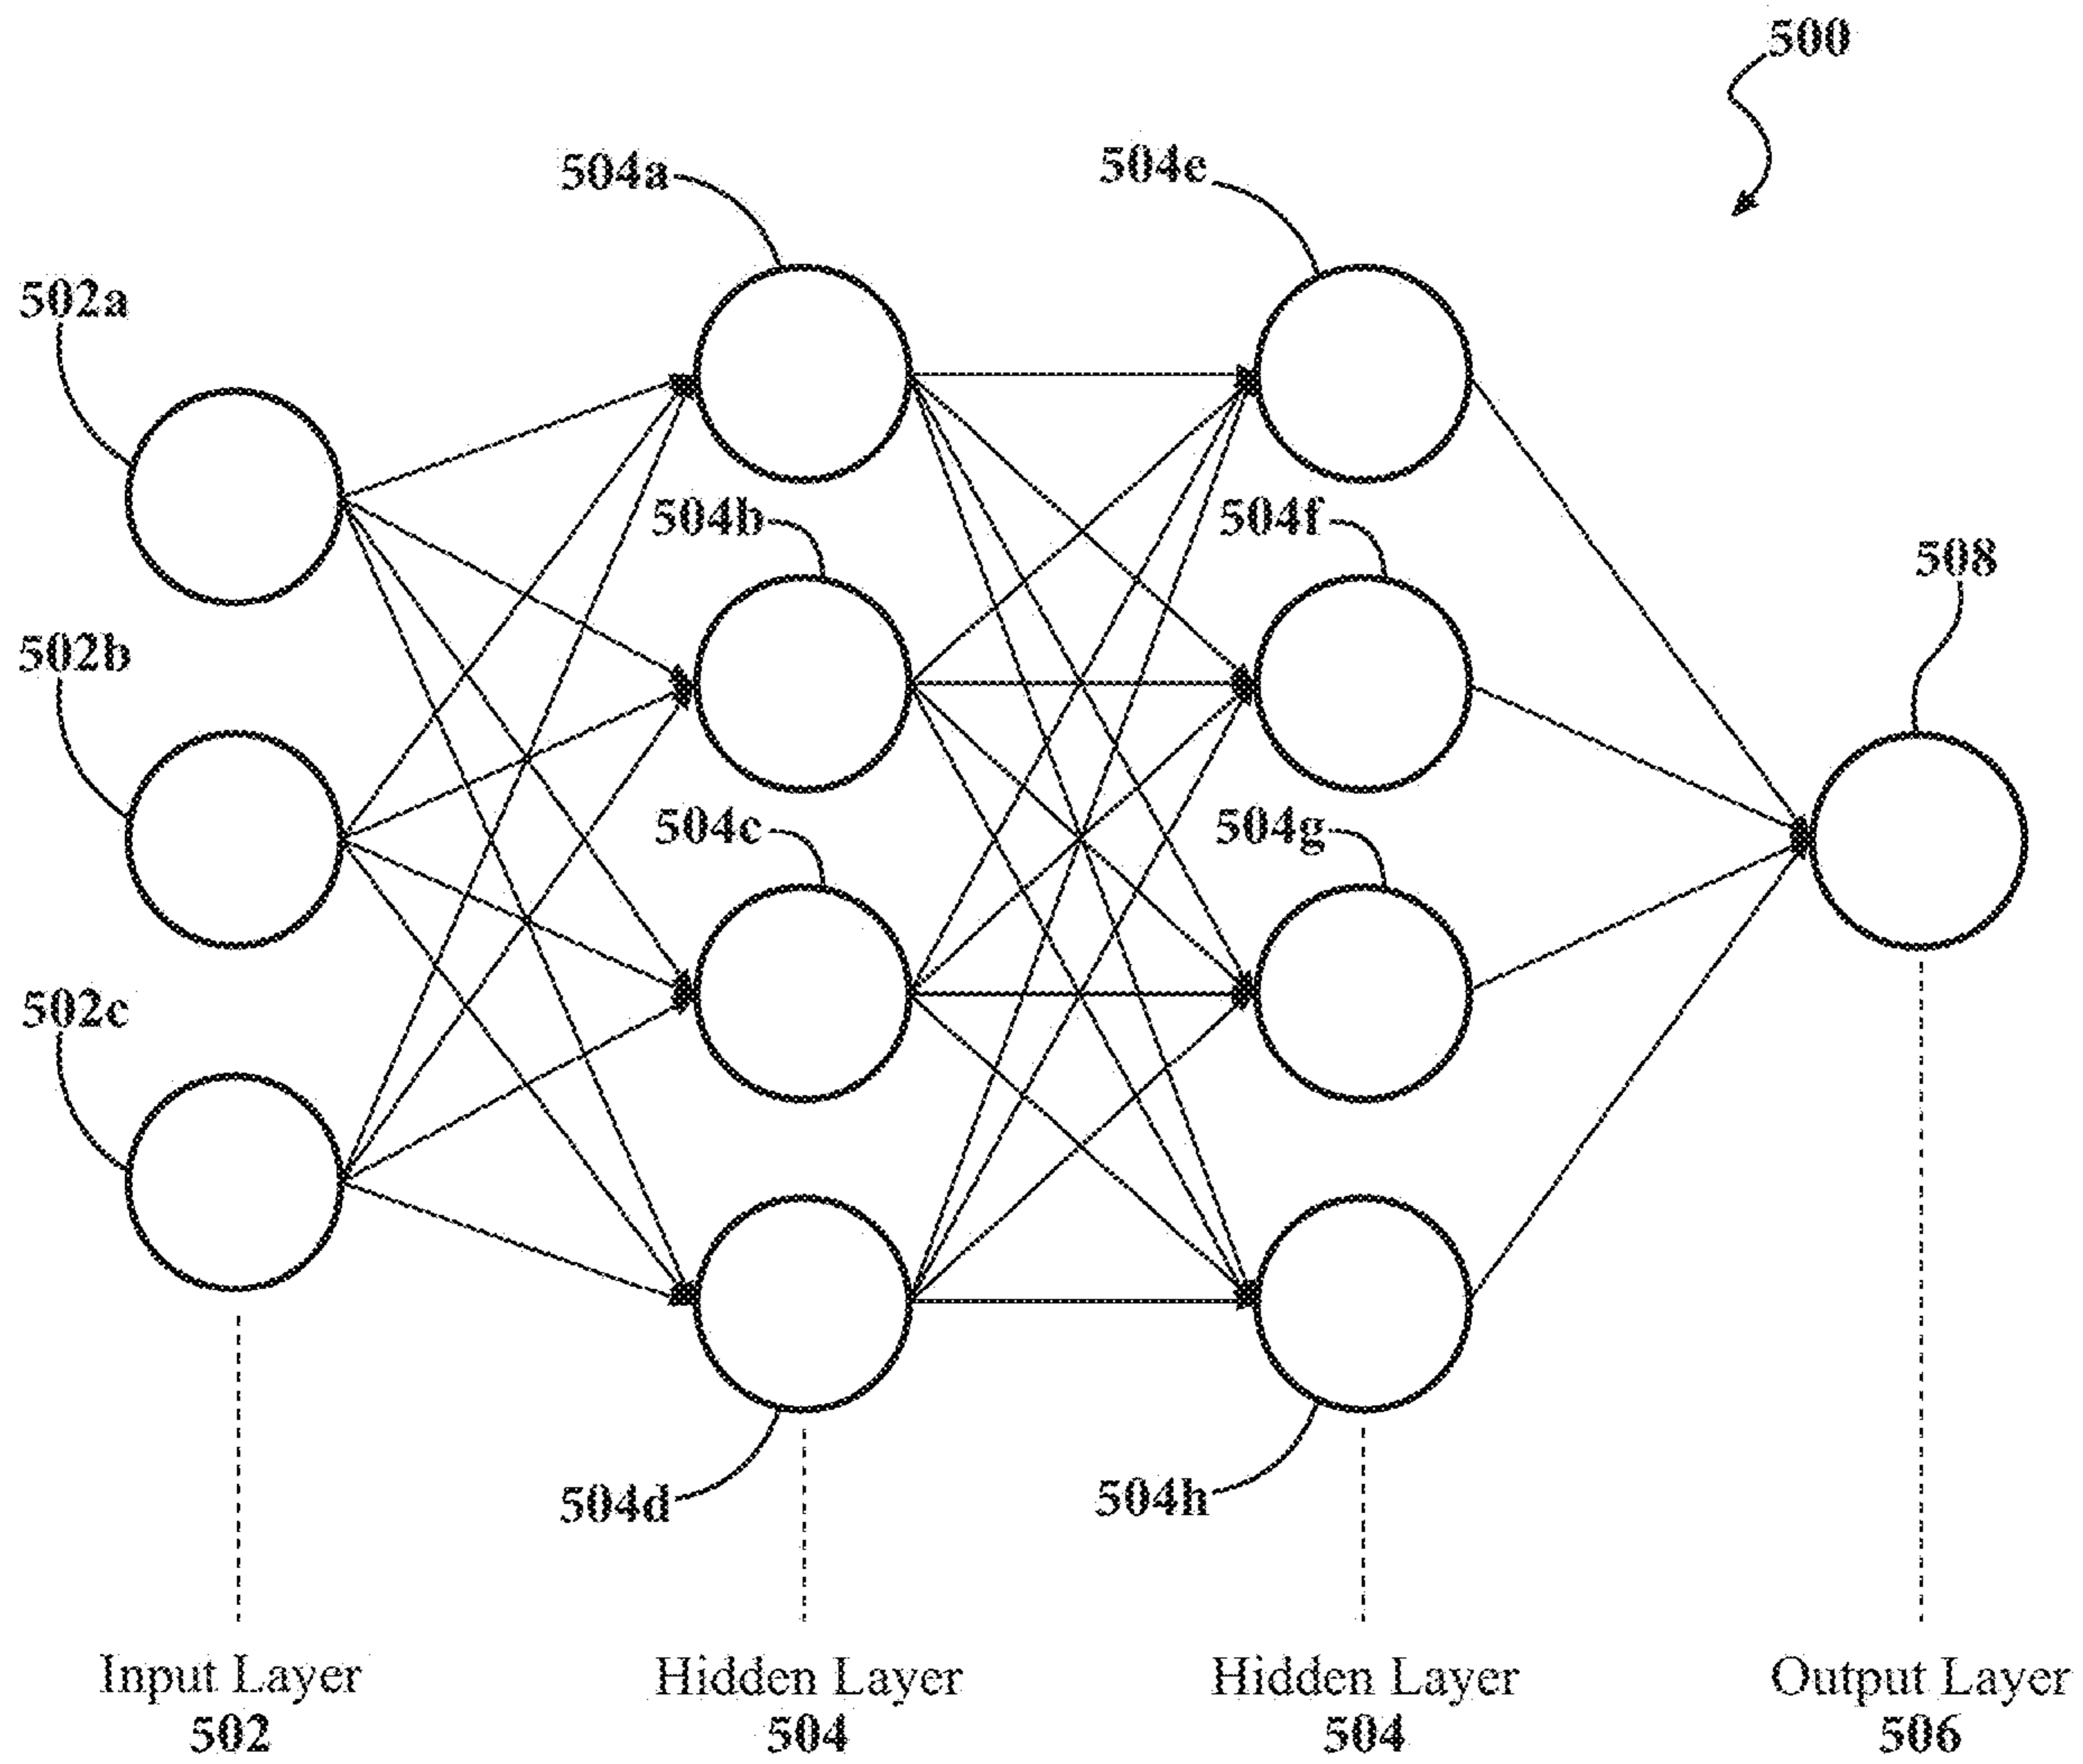 500
504a
504e
502a
504b
504f
508
502b
504c
504g
502c
504d
504h
Input Layer
502
Hidden Layer
504
Hidden Layer
504
Output Layer
506